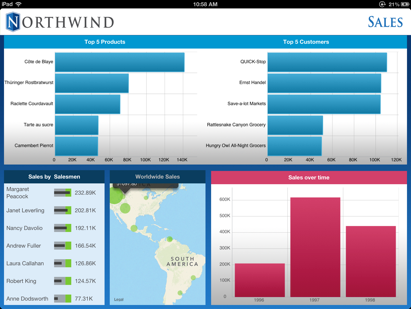 iPad
10:58 AM
21%
NORTHWIND
SALES
Top 5 Products
Côte de Blaye
Thüringer Rostbratwurst
Raclette Courdavault
Tarte au sucre
Camembert Pierrot
0 20K 40K 60K 80K 100K 120K 140K
Top 5 Customers
QUICK-Stop
Ernst Handel
Save-a-lot Markets
Rattlesnake Canyon Grocery
Hungry Owl All-Night Grocers
0 20K 40K 60K 80K 100K 120K
Sales by Salesmen
Margaret
Peacock
232.89K
Janet Leverling 202.81K
Nancy Davolio 192.11K
Andrew Fuller 166.54K
Laura Callahan 126.86K
Robert King 124.57K
Anne Dodsworth 77.31K
Worldwide Sales
SOUTH
AMERICA
Legal
Sales over time
600K
500K
400K
300K
200K
100K
0
1996 1997 1998